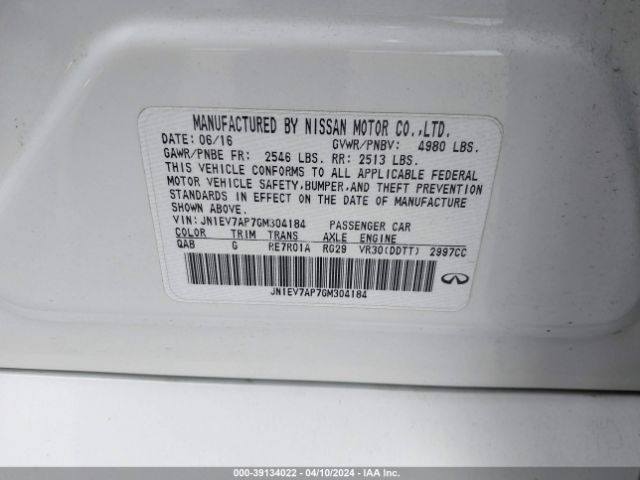 MANUFACTURED BY NISSAN MOTOR CO.,LTD.
DATE: 06/16 GVWR/PNBV: 4980 LBS.
GAWR/PNBE FR: 2546 LBS. RR: 2513 LBS.
THIS VEHICLE CONFORMS TO ALL APPLICABLE FEDERAL
MOTOR VEHICLE SAFETY,BUMPER,AND THEFT PREVENTION
STANDARDS IN EFFECT ON THE DATE OF MANUFACTURE
SHOWN ABOVE.
VIN: JN1EV7AP7GM304184 PASSENGER CAR
COLOR TRIM TRANS AXLE ENGINE
QAB G RE7R01A RG29 VR30(DDTT) 2997CC
JN1EV7AP7GM304184
000-39134022 - 04/10/2024 - IAA Inc.